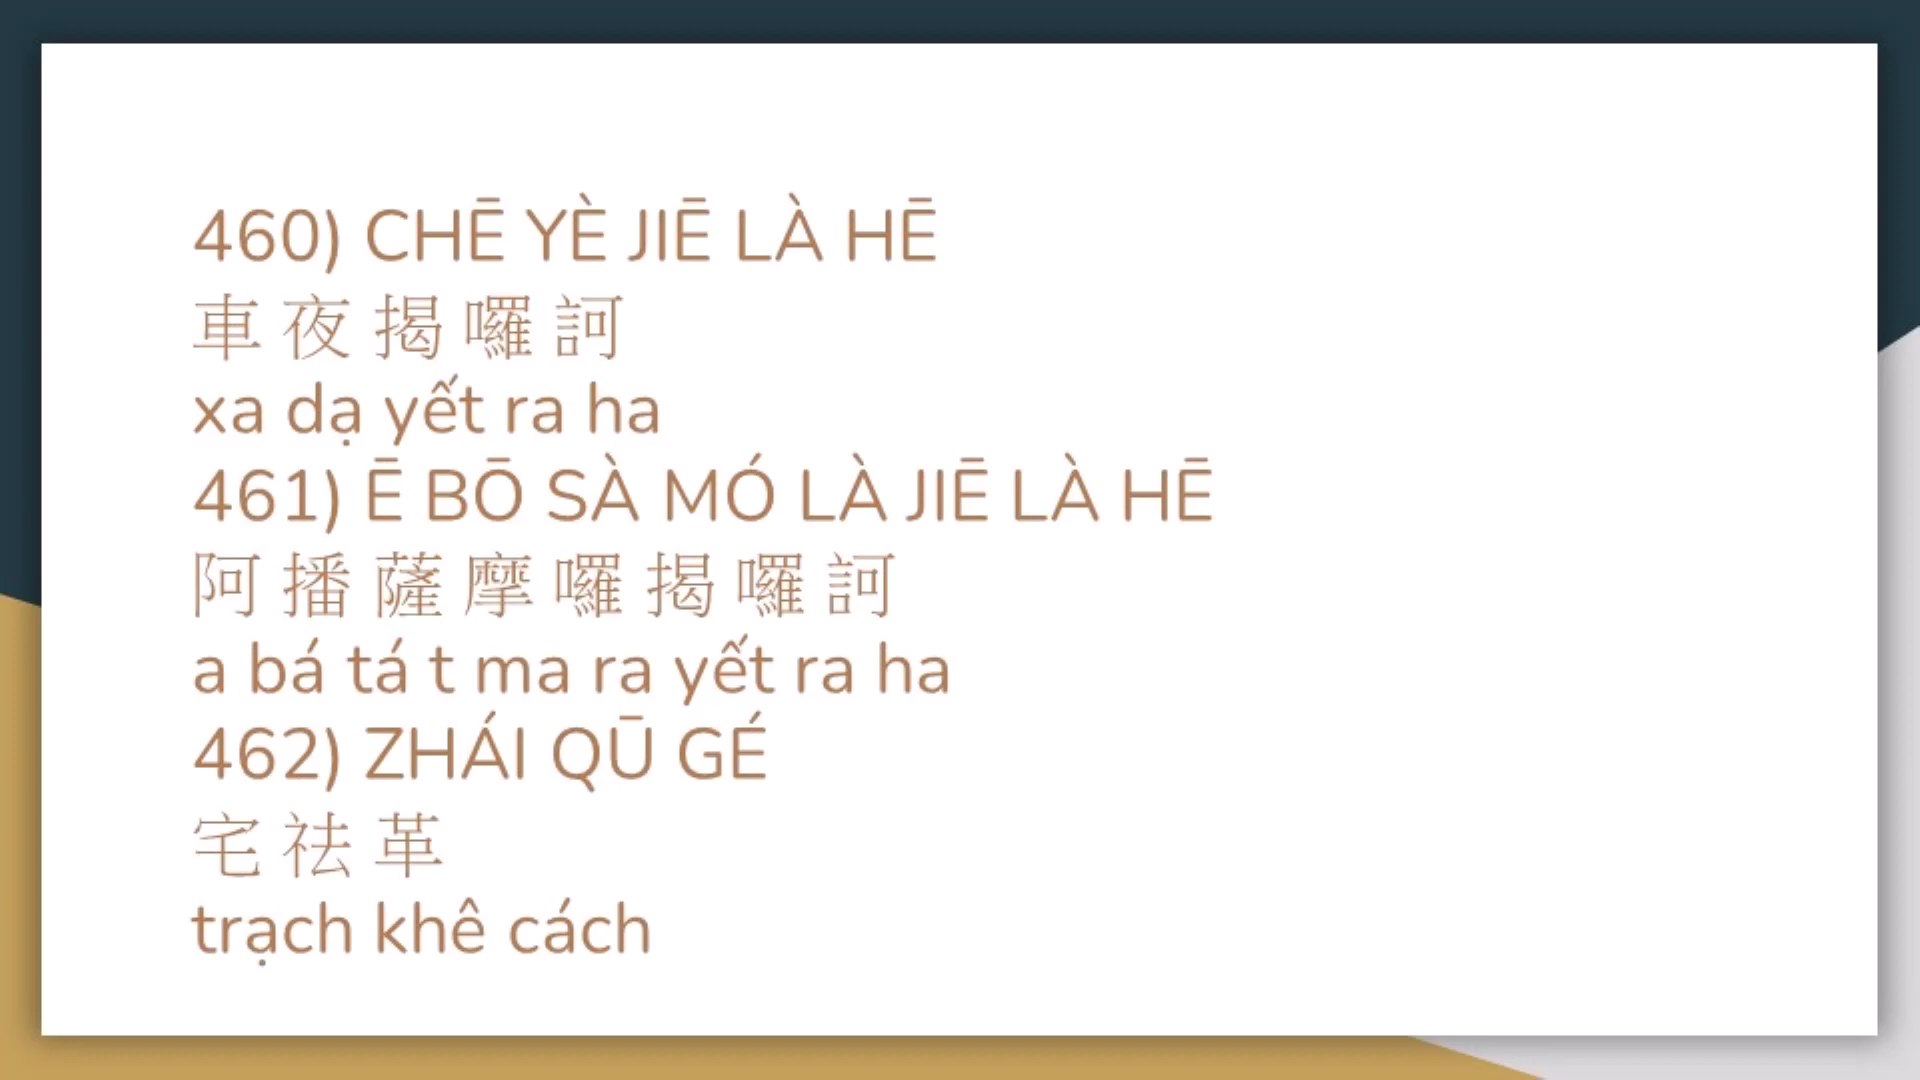 460) CHĒ YÈ JIĒ LÀ HĒ
車 夜 揭 囉 訶
xa dạ yết ra ha
461) Ē BŌ SÀ MÓ LÀ JIĒ LÀ HĒ
阿 播 薩 摩 囉 揭 囉 訶
a bá tá t ma ra yết ra ha
462) ZHÁI QŪ GÉ
宅 祛 革
trạch khê cách